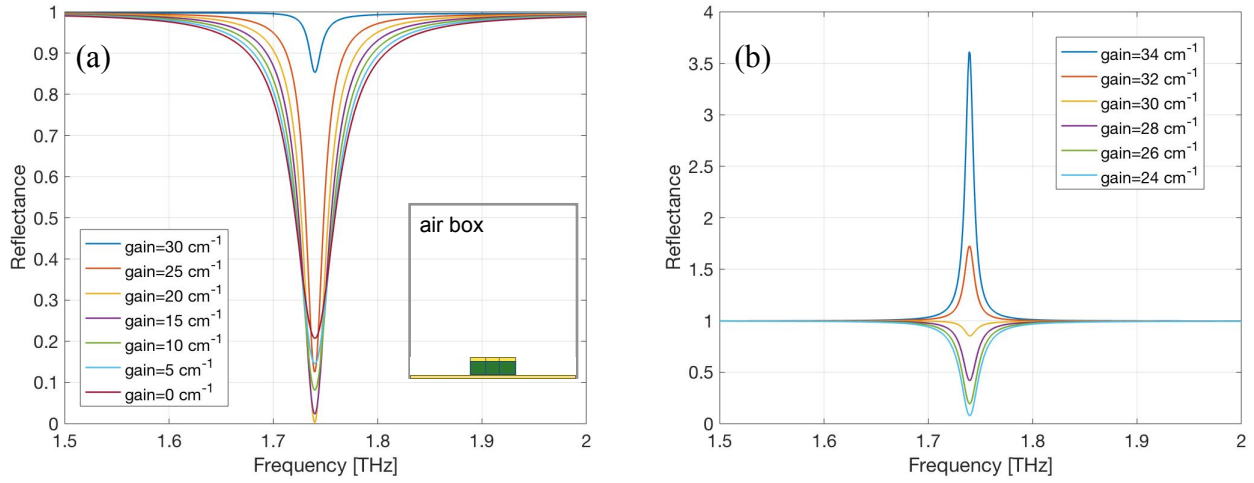 (a)
Reflectance
1
0.9
0.8
0.7
0.6
0.5
0.4
0.3
0.2
0.1
0
gain=30 cm-1
gain=25 cm-1
gain=20 cm-1
gain=15 cm-1
gain=10 cm-1
gain=5 cm-1
gain=0 cm-1
air box
1.5 1.6 1.7 1.8 1.9 2
Frequency [THz]
(b)
Reflectance
4
3.5
3
2.5
2
1.5
1
0.5
0
gain=34 cm-1
gain=32 cm-1
gain=30 cm-1
gain=28 cm-1
gain=26 cm-1
gain=24 cm-1
1.5 1.6 1.7 1.8 1.9 2
Frequency [THz]